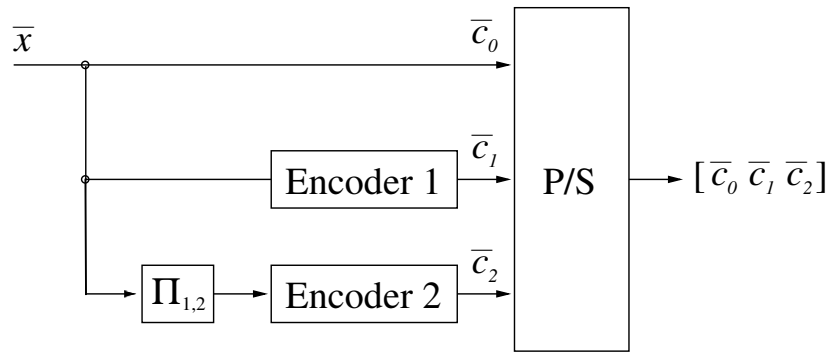 x̅ c̅₀
c̅₁
Encoder 1 P/S [ c̅₀ c̅₁ c̅₂ ]
c̅₂
Π₁,₂ Encoder 2